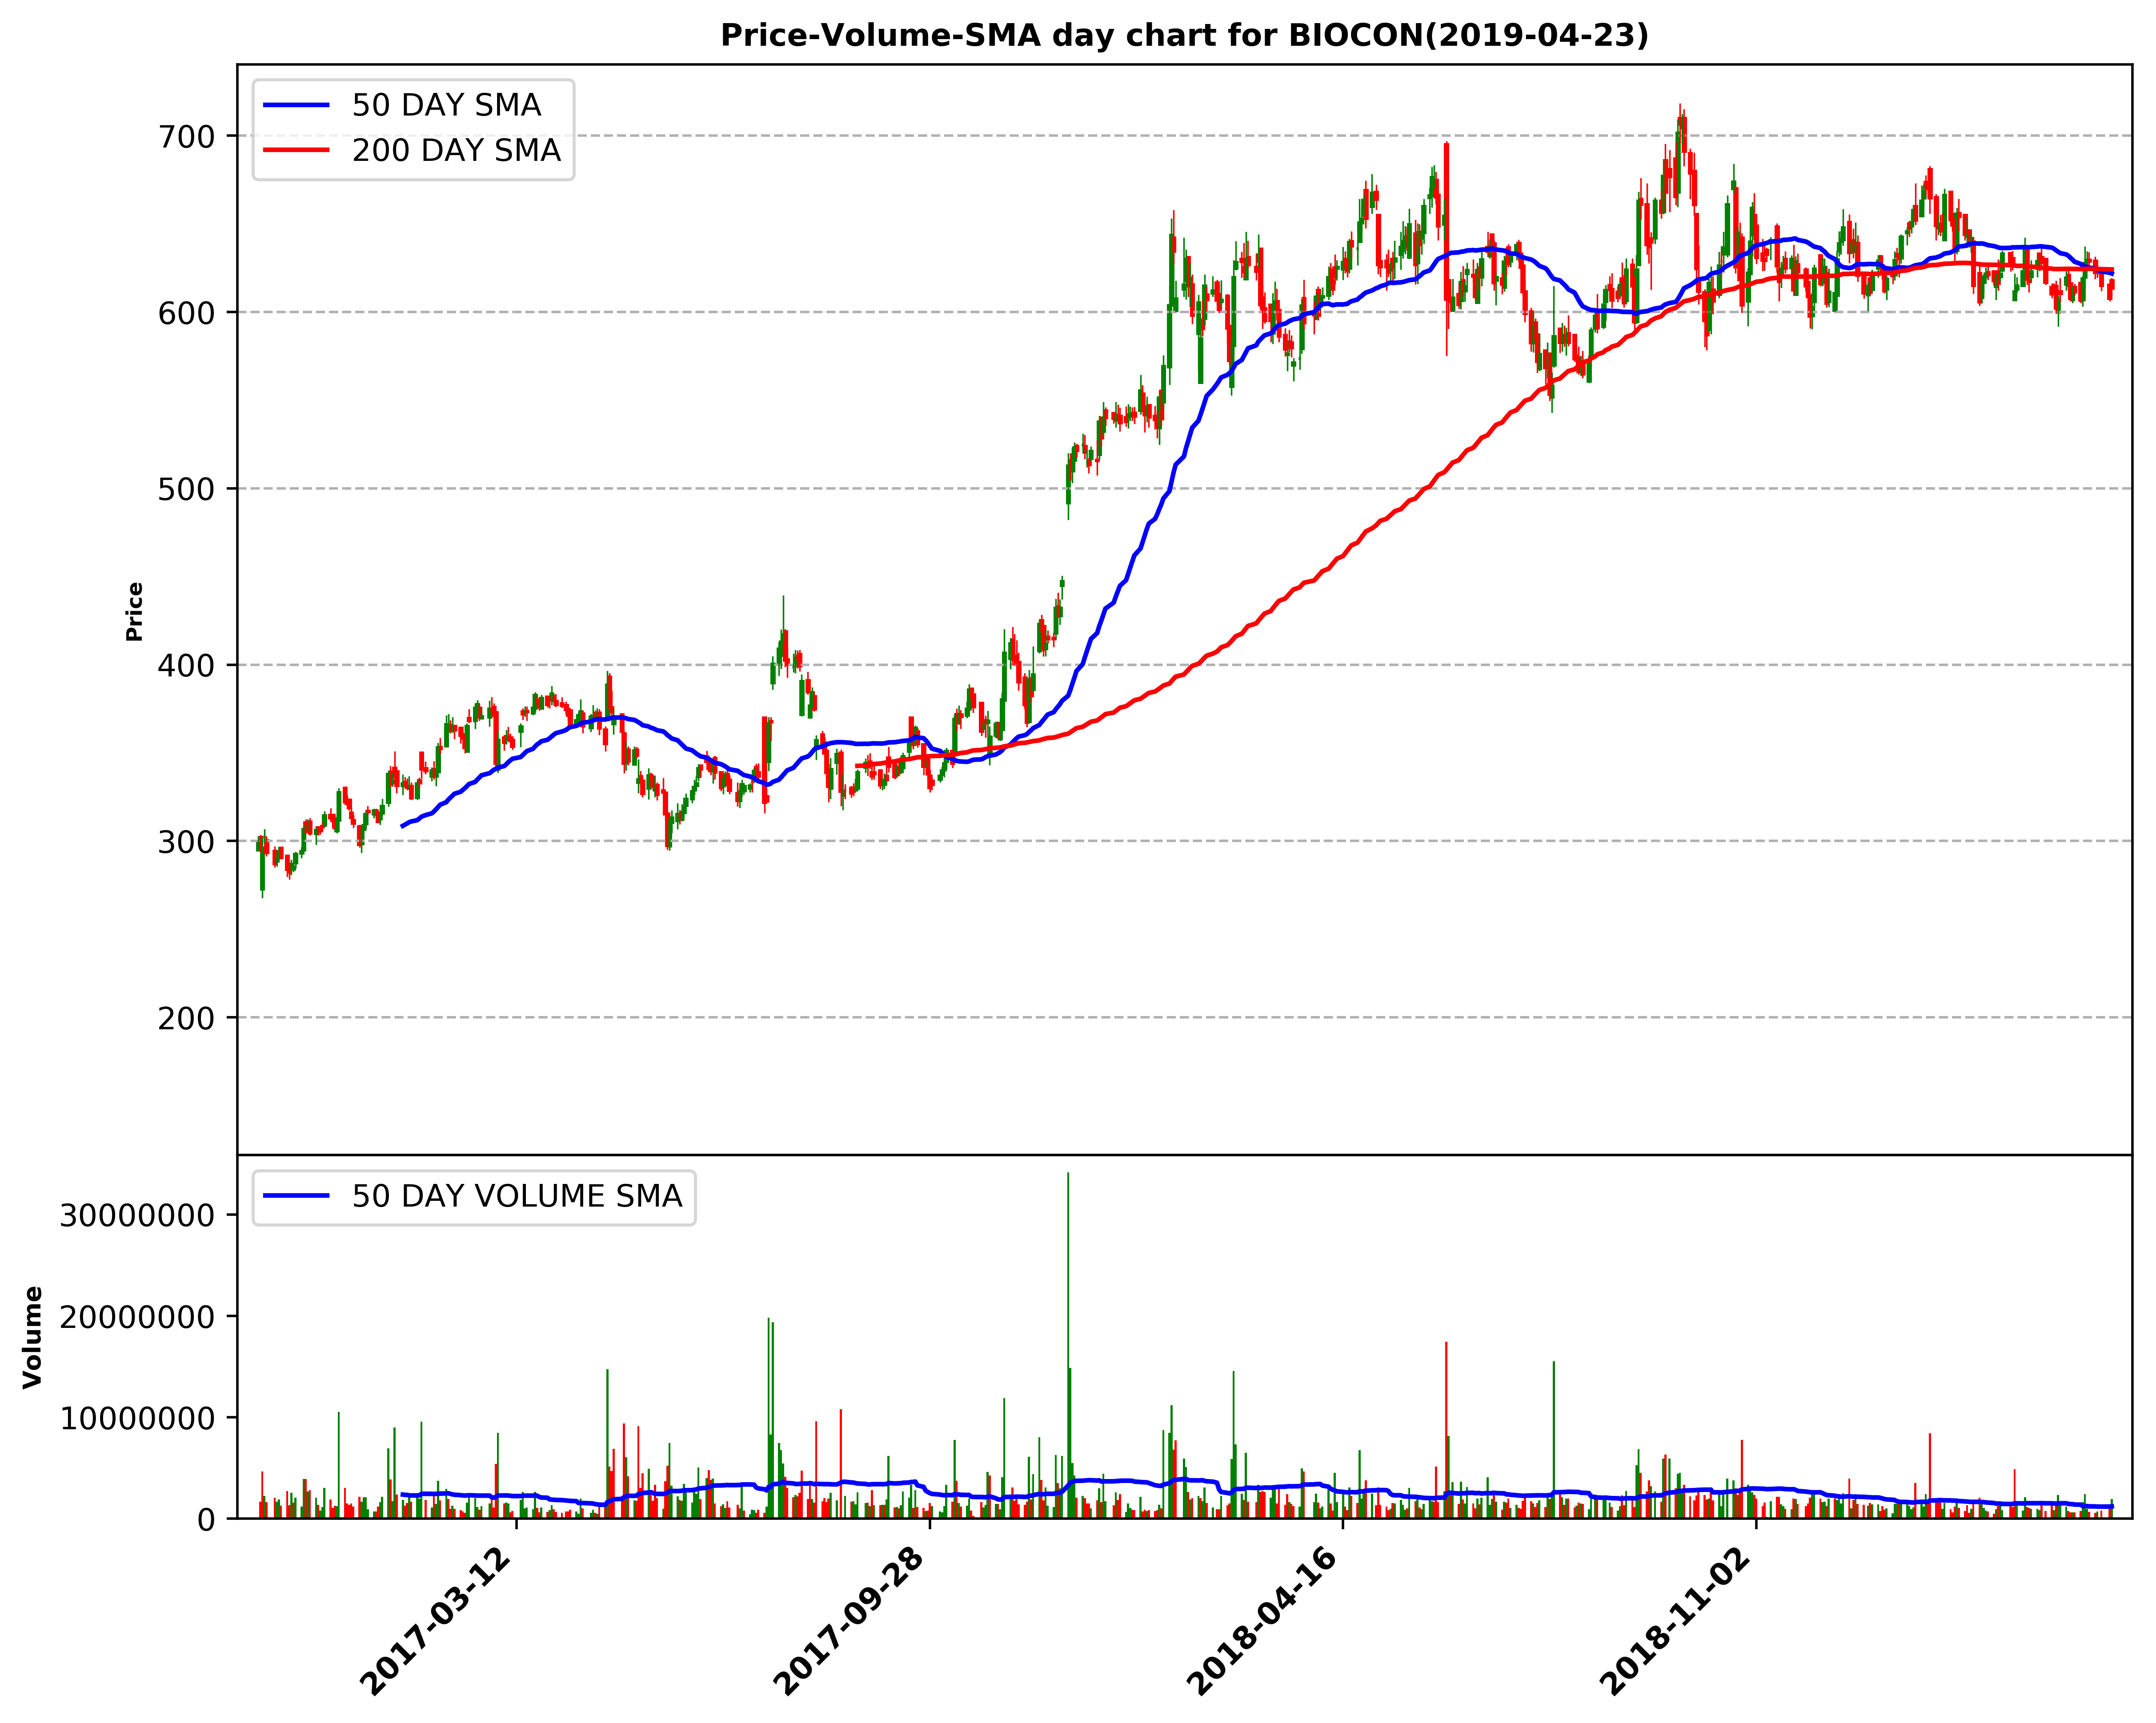 Price-Volume-SMA day chart for BIOCON(2019-04-23)
50 DAY SMA
200 DAY SMA
700
600
500
400
300
200
Price
50 DAY VOLUME SMA
30000000
20000000
10000000
0
Volume
2017-03-12
2017-09-28
2018-04-16
2018-11-02